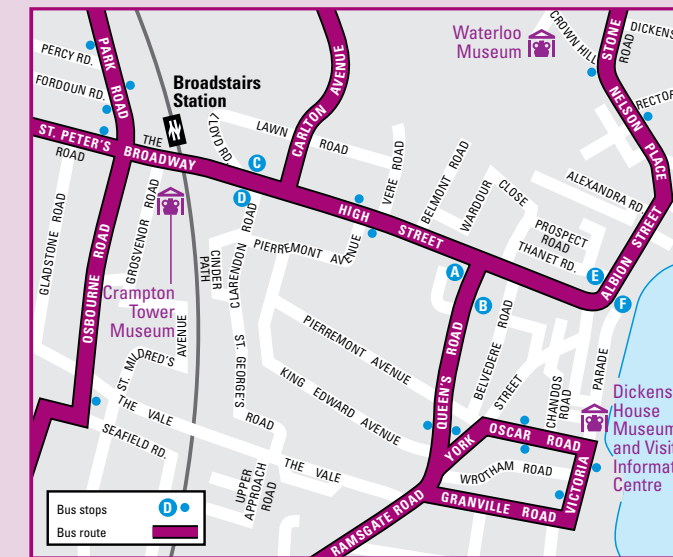 PERCY RD.
PARK ROAD
FORDOUN RD.
ST. PETER'S
ROAD
THE
BROADWAY
Broadstairs
Station
LLOYD RD.
LAWN ROAD
CARLTON AVENUE
Waterloo
Museum
CROWN HILL
STONE
ROAD
DICKENS
NELSON PLACE
RECTOR
ALEXANDRA RD.
ALBION STREET
C
D
HIGH STREET
VERE ROAD
BELMONT ROAD
WARDOUR CLOSE
PROSPECT
ROAD
THANET RD.
E
F
A
B
GLADSTONE ROAD
OSBOURNE ROAD
GROSVENOR ROAD
CINDER
PATH
CLARENDON ROAD
PIERREMONT AVENUE
Crampton
Tower
Museum
ST. MILDRED'S
AVENUE
ST. GEORGES
ROAD
PIERREMONT AVENUE
KING EDWARD AVENUE
QUEEN'S ROAD
BELVEDERE ROAD
YORK STREET
CHANDOS
ROAD
VICTORIA PARADE
Dickens
House
Museum
and Visit
Informat
Centre
THE VALE
SEAFIELD RD.
THE VALE
UPPER
APPROACH
ROAD
OSCAR ROAD
WROTHAM ROAD
GRANVILLE ROAD
RAMSGATE ROAD
Bus stops
D
Bus route